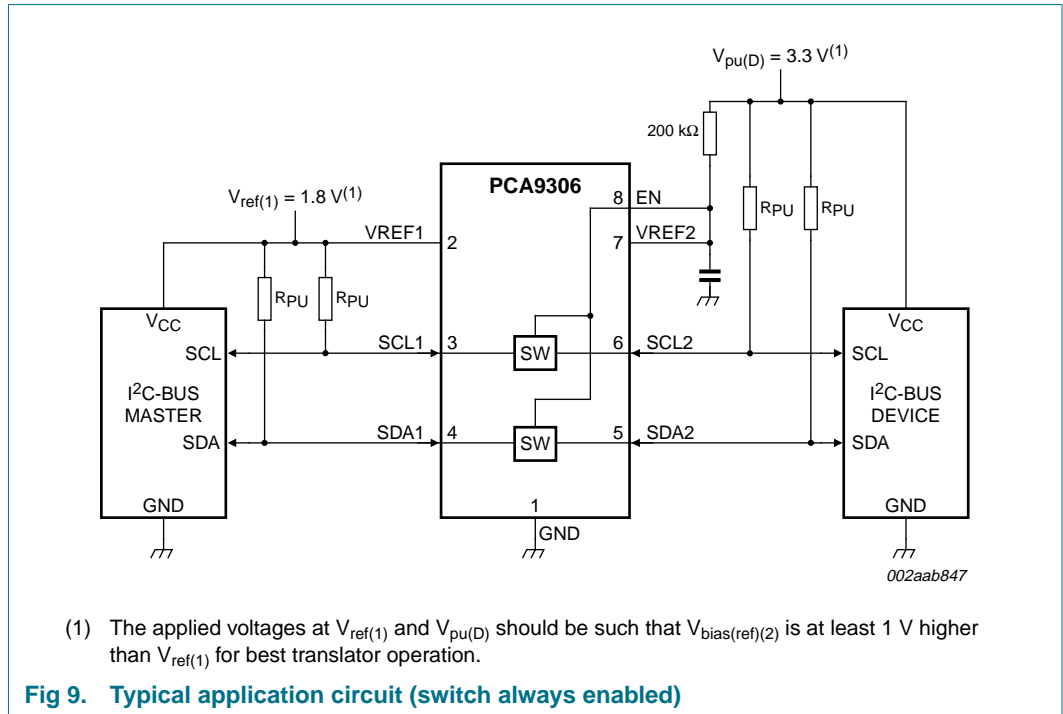 V_pu(D) = 3.3 V(1)
200 kΩ
PCA9306
V_ref(1) = 1.8 V(1)
8 EN
R_PU R_PU
VREF1 2
7 VREF2
R_PU R_PU
V_CC
V_CC
SCL SCL1 3 SW 6 SCL2 SCL
I²C-BUS
MASTER
I²C-BUS
DEVICE
SDA SDA1 4 SW 5 SDA2 SDA
GND
1
GND
GND
002aab847
(1) The applied voltages at V_ref(1) and V_pu(D) should be such that V_bias(ref)(2) is at least 1 V higher
than V_ref(1) for best translator operation.
Fig 9. Typical application circuit (switch always enabled)